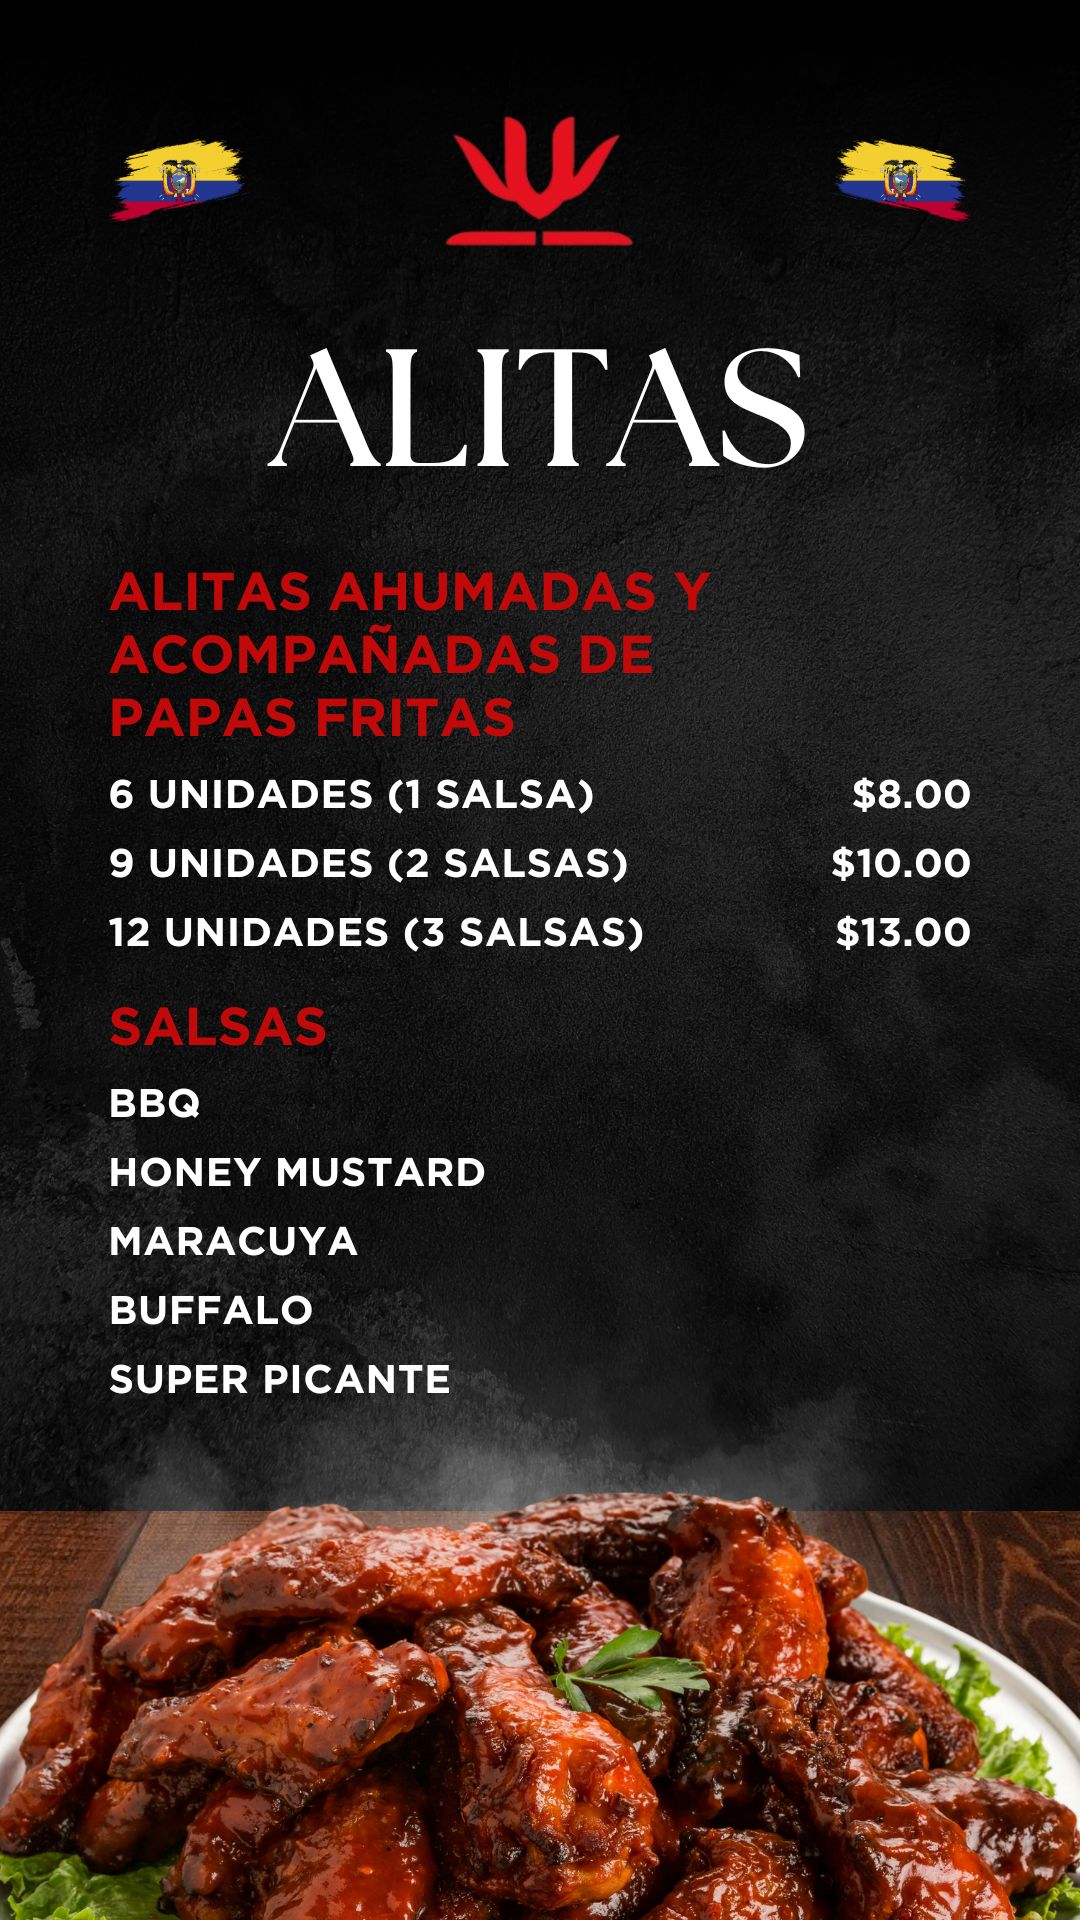 ALITAS
ALITAS AHUMADAS Y
ACOMPAÑADAS DE
PAPAS FRITAS
6 UNIDADES (1 SALSA) $8.00
9 UNIDADES (2 SALSAS) $10.00
12 UNIDADES (3 SALSAS) $13.00
SALSAS
BBQ
HONEY MUSTARD
MARACUYA
BUFFALO
SUPER PICANTE